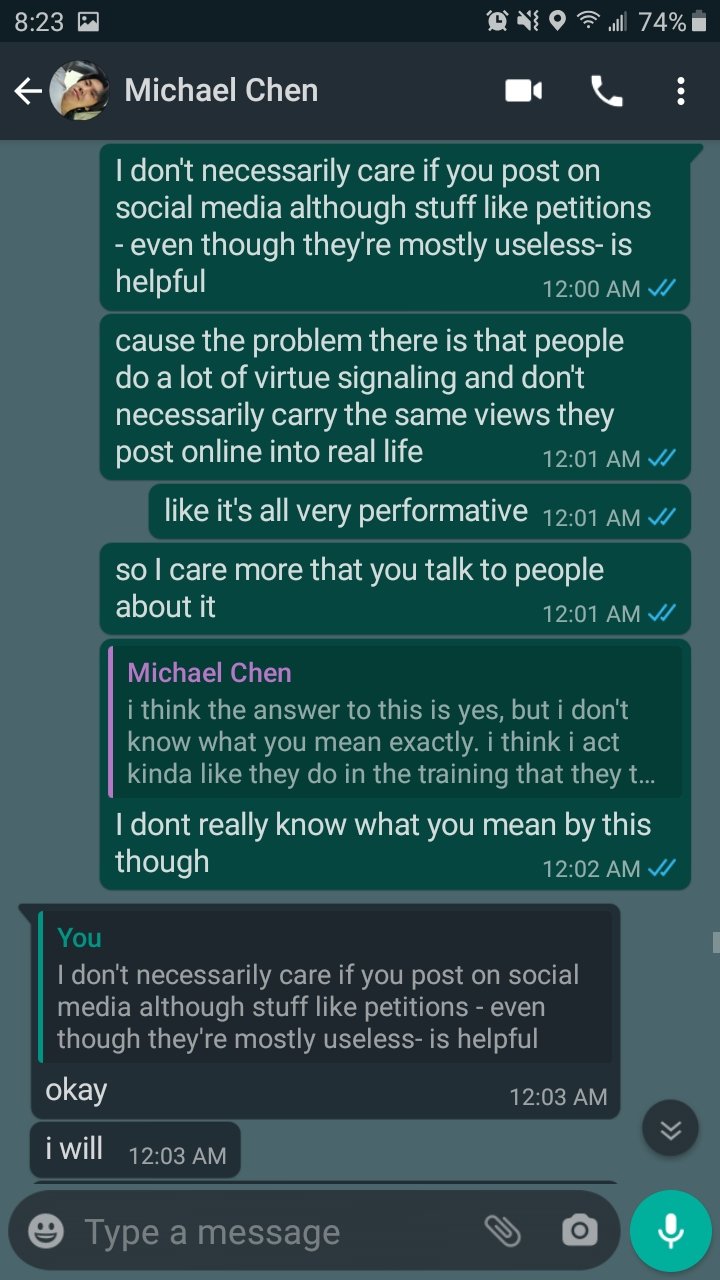 8:23 74%
Michael Chen
I don't necessarily care if you post on
social media although stuff like petitions
- even though they're mostly useless- is
helpful 12:00 AM
cause the problem there is that people
do a lot of virtue signaling and don't
necessarily carry the same views they
post online into real life 12:01 AM
like it's all very performative 12:01 AM
so I care more that you talk to people
about it 12:01 AM
Michael Chen
i think the answer to this is yes, but i don't
know what you mean exactly. i think i act
kinda like they do in the training that they t...
I dont really know what you mean by this
though 12:02 AM
You
I don't necessarily care if you post on social
media although stuff like petitions - even
though they're mostly useless- is helpful
okay 12:03 AM
i will 12:03 AM
Type a message